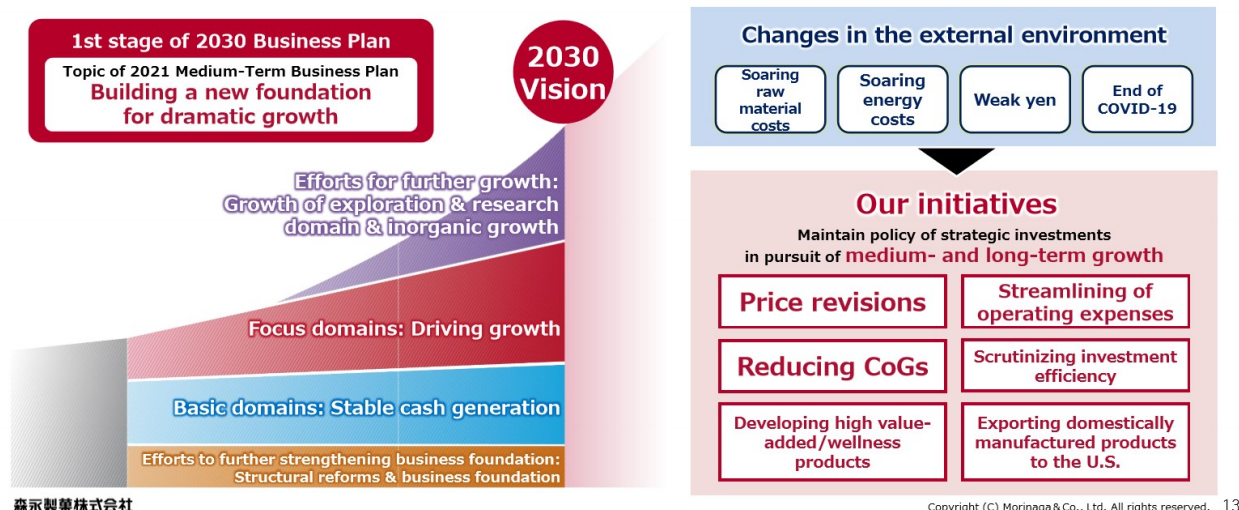 1st stage of 2030 Business Plan
Topic of 2021 Medium-Term Business Plan
Building a new foundation
for dramatic growth
2030
Vision
Efforts for further growth:
Growth of exploration & research
domain & inorganic growth
Focus domains: Driving growth
Basic domains: Stable cash generation
Efforts to further strengthening business foundation:
Structural reforms & business foundation
森永製菓株式会社
Changes in the external environment
Soaring
raw
material
costs
Soaring
energy
costs
Weak yen
End of
COVID-19
Our initiatives
Maintain policy of strategic investments
in pursuit of medium- and long-term growth
Price revisions
Streamlining of
operating expenses
Reducing CoGs
Scrutinizing investment
efficiency
Developing high value-
added/wellness
products
Exporting domestically
manufactured products
to the U.S.
Copyright (C) Morinaga&Co., Ltd. All rights reserved. 13